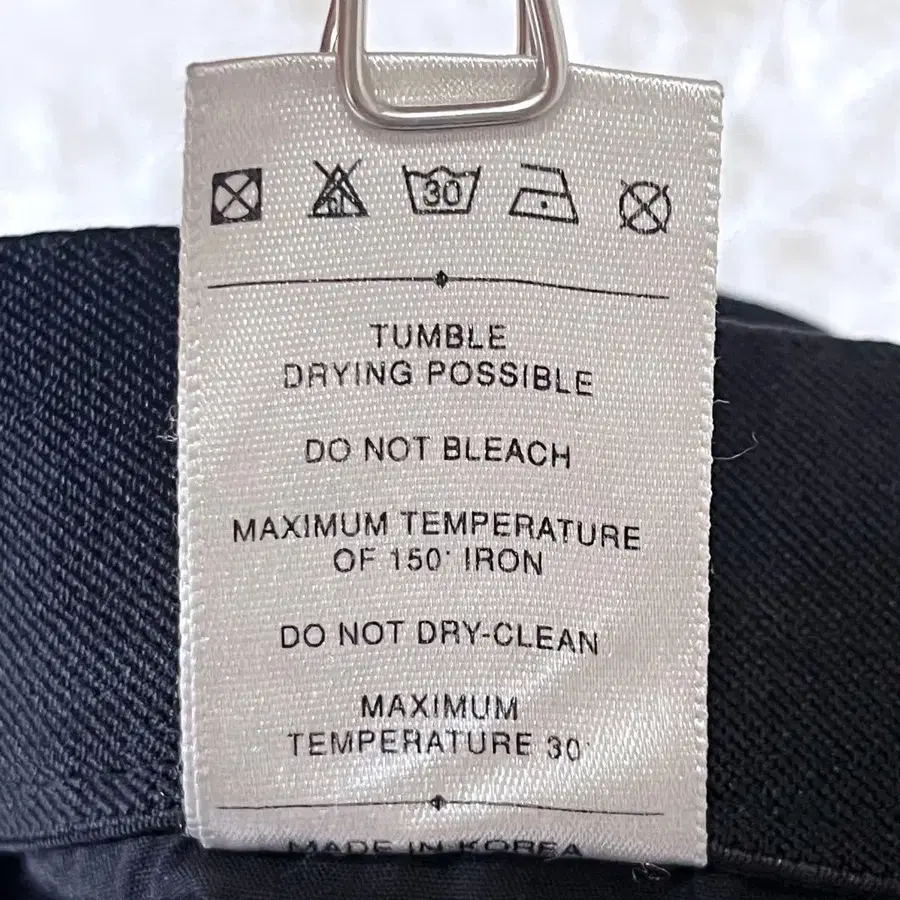 30
TUMBLE
DRYING POSSIBLE
DO NOT BLEACH
MAXIMUM TEMPERATURE
OF 150° IRON
DO NOT DRY-CLEAN
MAXIMUM
TEMPERATURE 30°
MADE IN KOREA